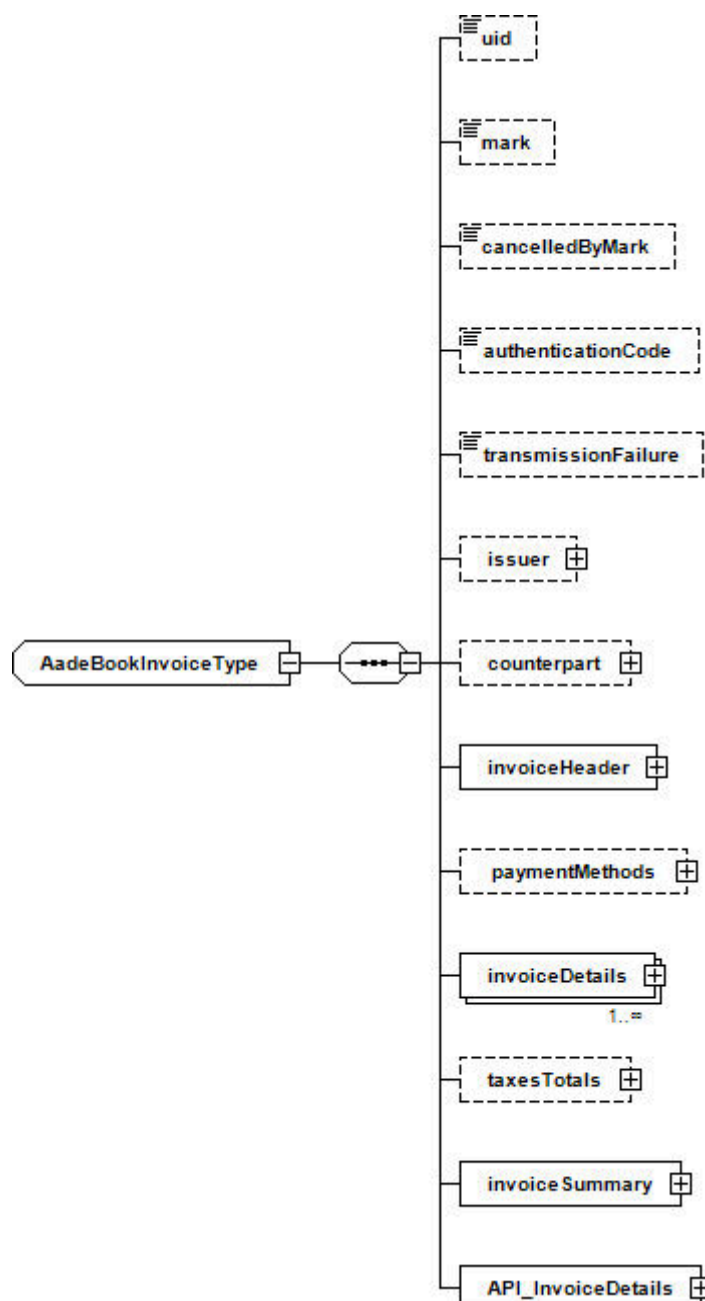 uid
mark
cancelledByMark
authenticationCode
transmissionFailure
issuer
AadeBookInvoiceType
counterpart
invoiceHeader
paymentMethods
invoiceDetails
1..∞
taxesTotals
invoiceSummary
API_InvoiceDetails